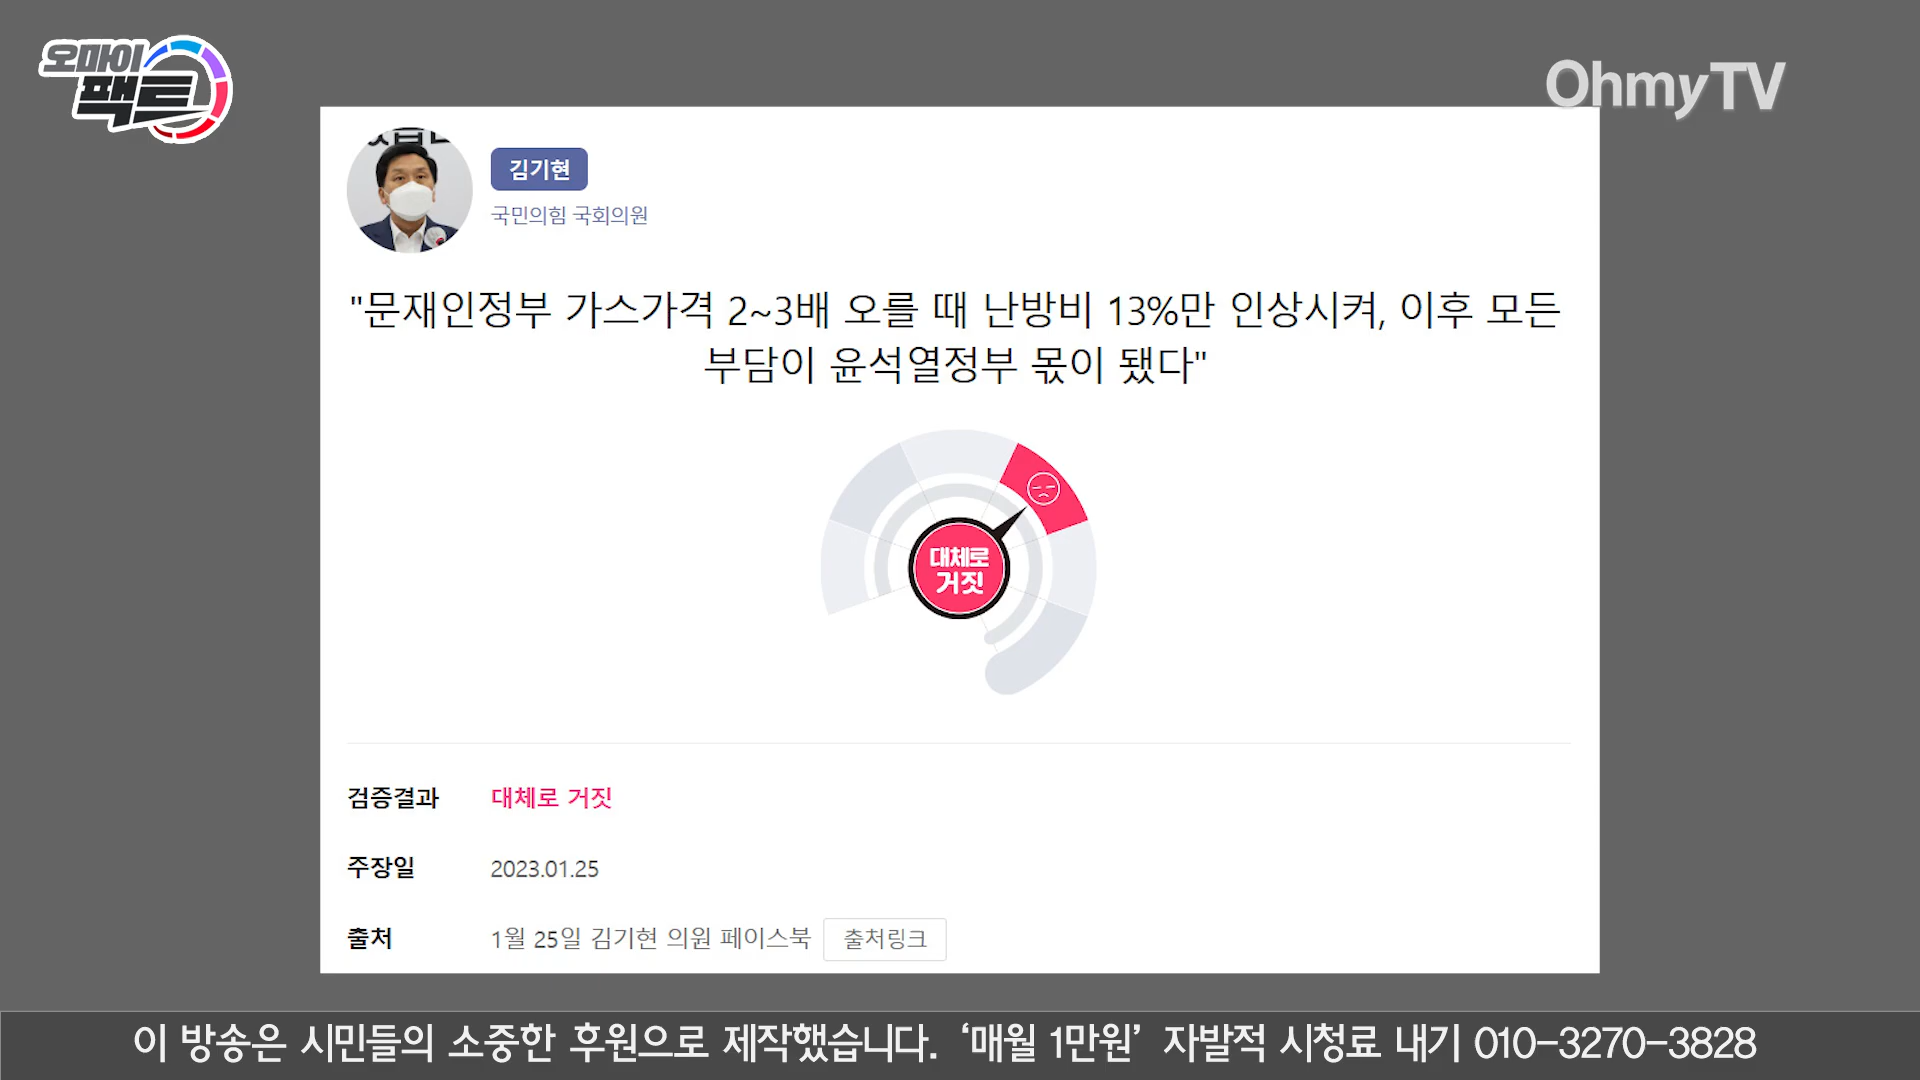 오마이
팩트
OhmyTV
김기현
국민의힘 국회의원
"문재인정부 가스가격 2~3배 오를 때 난방비 13%만 인상시켜, 이후 모든
부담이 윤석열정부 몫이 됐다"
대체로
거짓
검증결과 대체로 거짓
주장일 2023.01.25
출처 1월 25일 김기현 의원 페이스북 출처링크
이 방송은 시민들의 소중한 후원으로 제작했습니다. ‘매월 1만원’ 자발적 시청료 내기 010-3270-3828